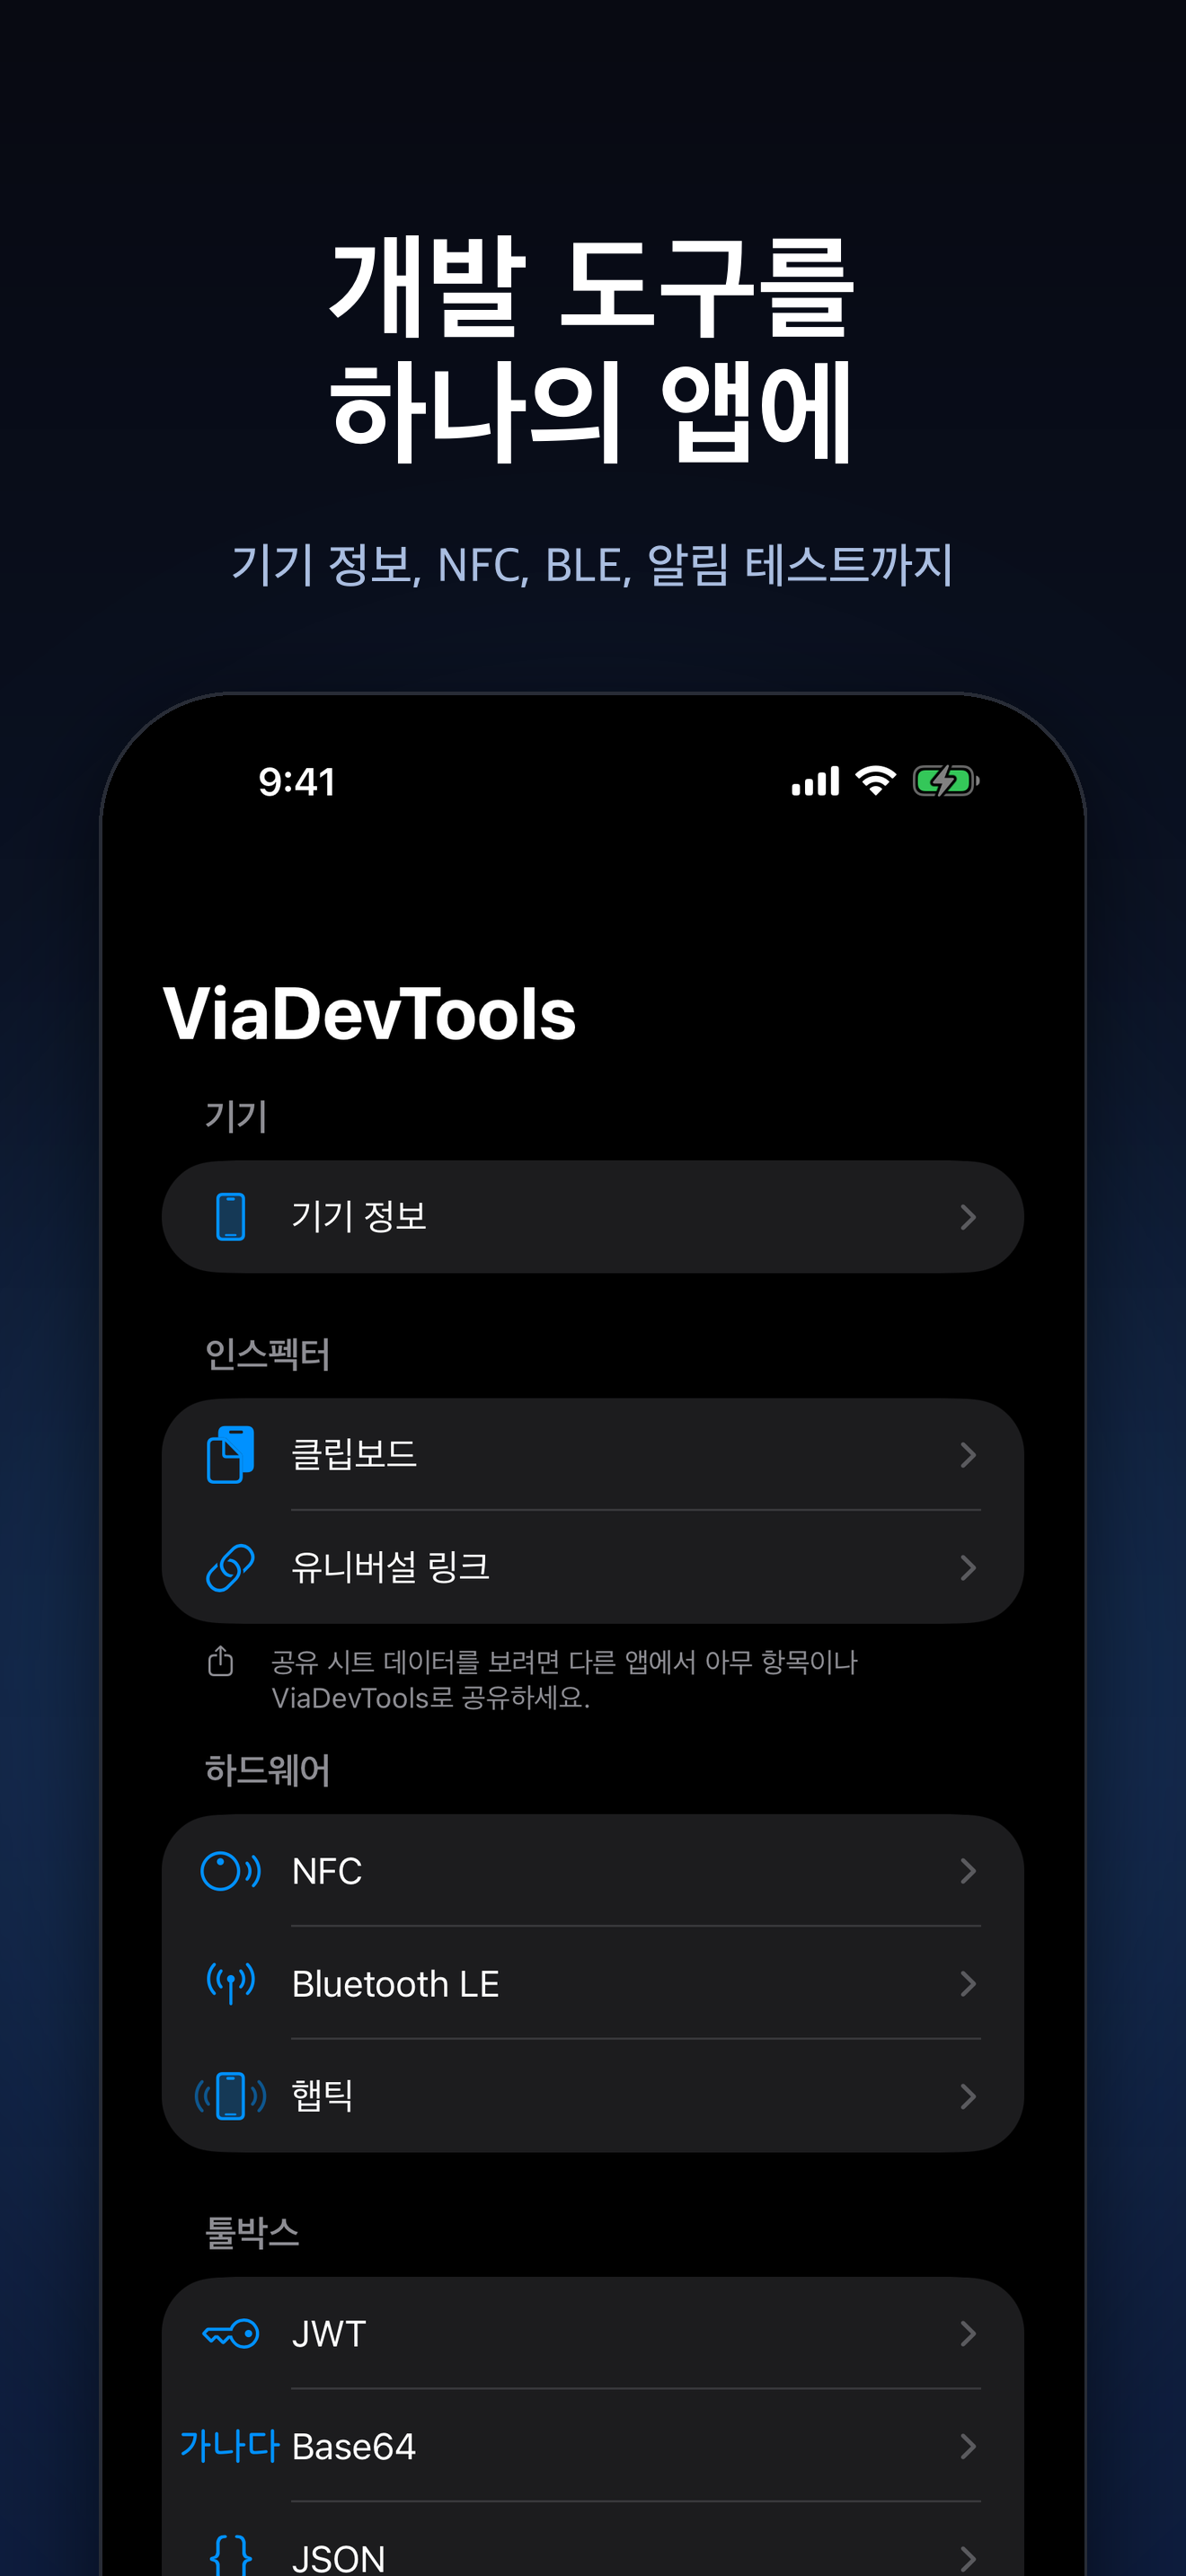 개발 도구를
하나의 앱에
기기 정보, NFC, BLE, 알림 테스트까지
9:41
ViaDevTools
기기
기기 정보
인스펙터
클립보드
유니버설 링크
공유 시트 데이터를 보려면 다른 앱에서 아무 항목이나
ViaDevTools로 공유하세요.
하드웨어
NFC
Bluetooth LE
햅틱
툴박스
JWT
가나다 Base64
{ } JSON